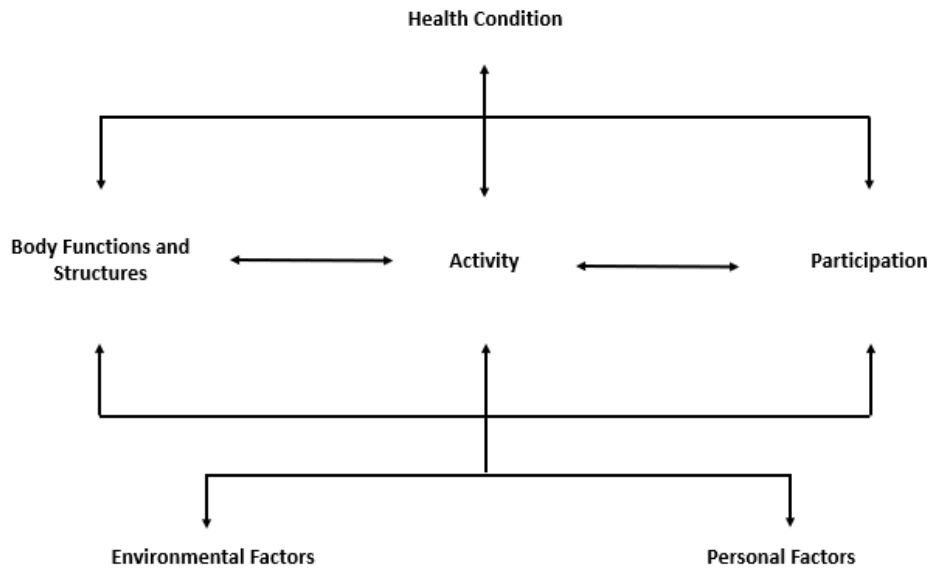 Health Condition
Body Functions and
Structures
Activity
Participation
Environmental Factors
Personal Factors